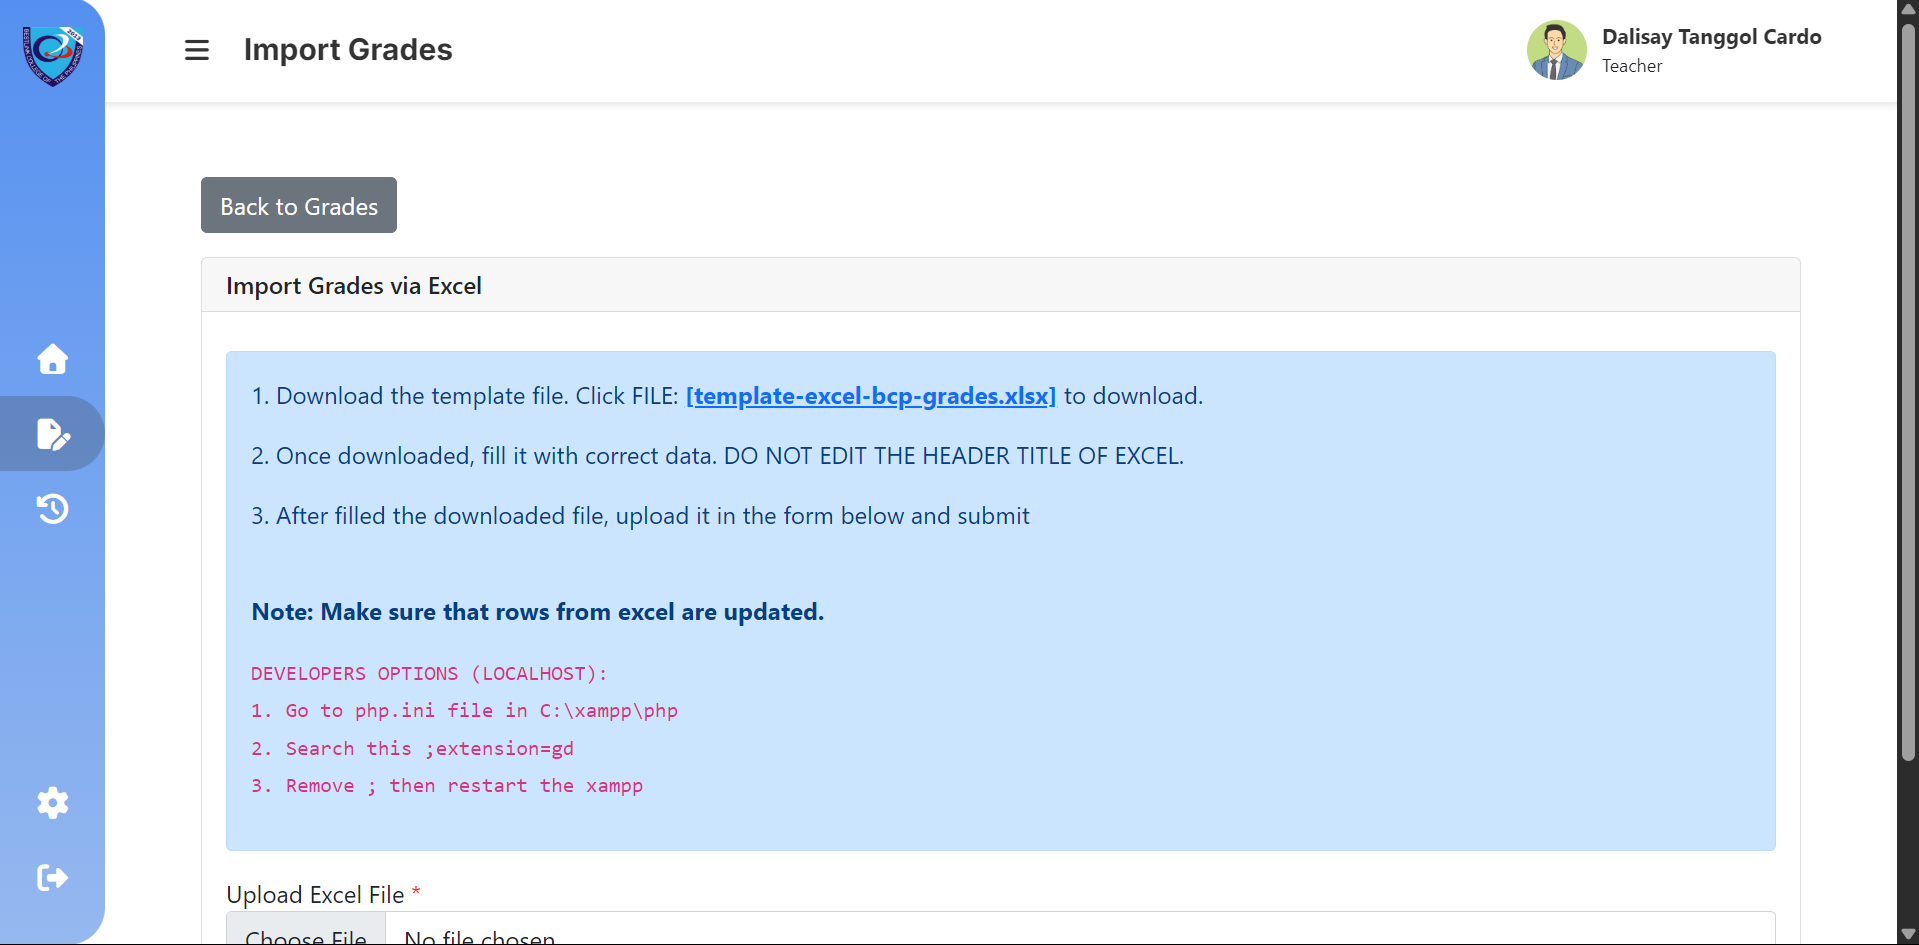 BESTLINK COLLEGE OF THE PHILIPPINES
Import Grades
Dalisay Tanggol Cardo
Teacher
Back to Grades
Import Grades via Excel
1. Download the template file. Click FILE: [template-excel-bcp-grades.xlsx] to download.
2. Once downloaded, fill it with correct data. DO NOT EDIT THE HEADER TITLE OF EXCEL.
3. After filled the downloaded file, upload it in the form below and submit
Note: Make sure that rows from excel are updated.
DEVELOPERS OPTIONS (LOCALHOST):
1. Go to php.ini file in C:\xampp\php
2. Search this ;extension=gd
3. Remove ; then restart the xampp
Upload Excel File *
Choose File No file chosen